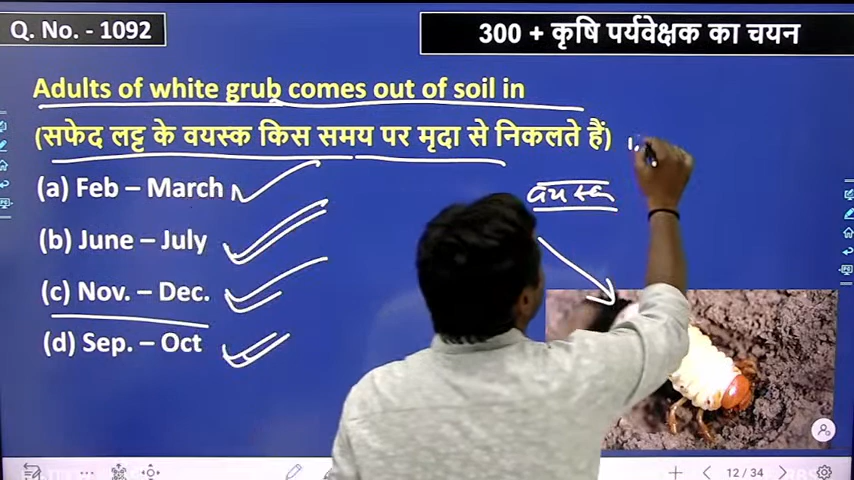 Q. No. - 1092
300 + कृषि पर्यवेक्षक का चयन
Adults of white grub comes out of soil in
(सफेद लट्ट के वयस्क किस समय पर मृदा से निकलते हैं)
(a) Feb – March
वयस्क
(b) June – July
(c) Nov. – Dec.
(d) Sep. – Oct
12 / 34